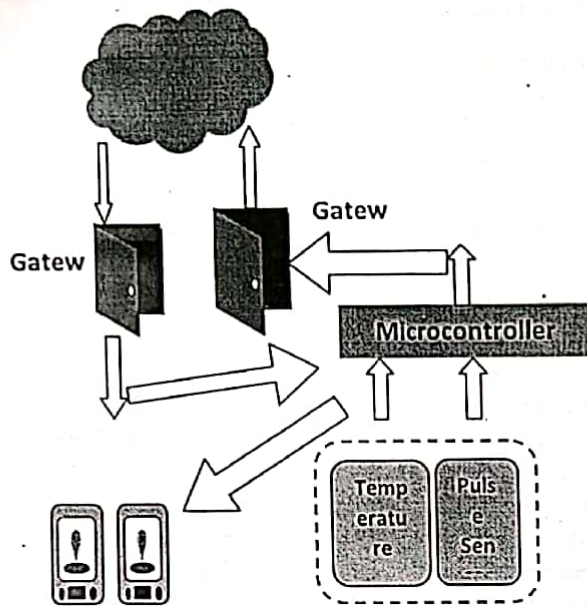 Gatew
Gatew
Microcontroller
Temp
eratu
re
Puls
e
Sen